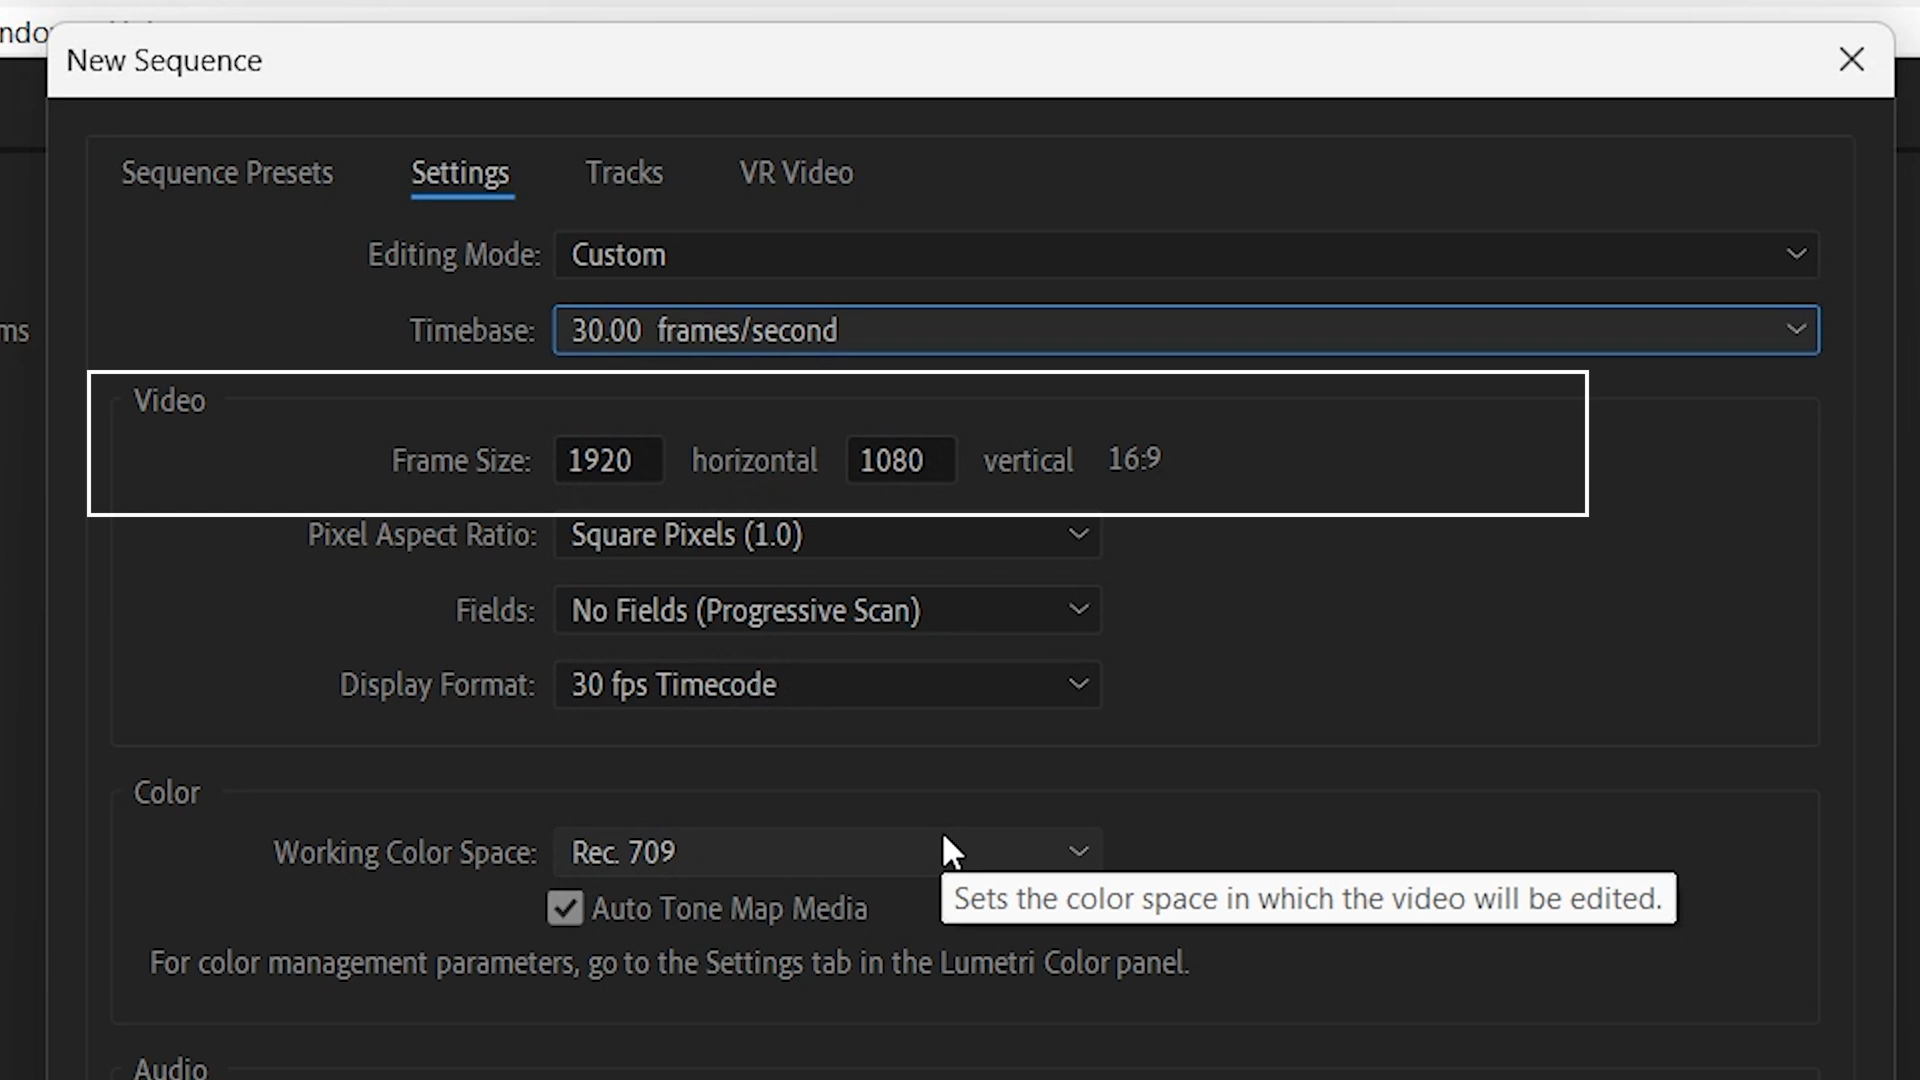 New Sequence
Sequence Presets Settings Tracks VR Video
Editing Mode: Custom
Timebase: 30.00 frames/second
ms
Video
Frame Size: 1920 horizontal 1080 vertical 16:9
Pixel Aspect Ratio: Square Pixels (1.0)
Fields: No Fields (Progressive Scan)
Display Format: 30 fps Timecode
Color
Working Color Space: Rec. 709
Sets the color space in which the video will be edited.
Auto Tone Map Media
For color management parameters, go to the Settings tab in the Lumetri Color panel.
Audio